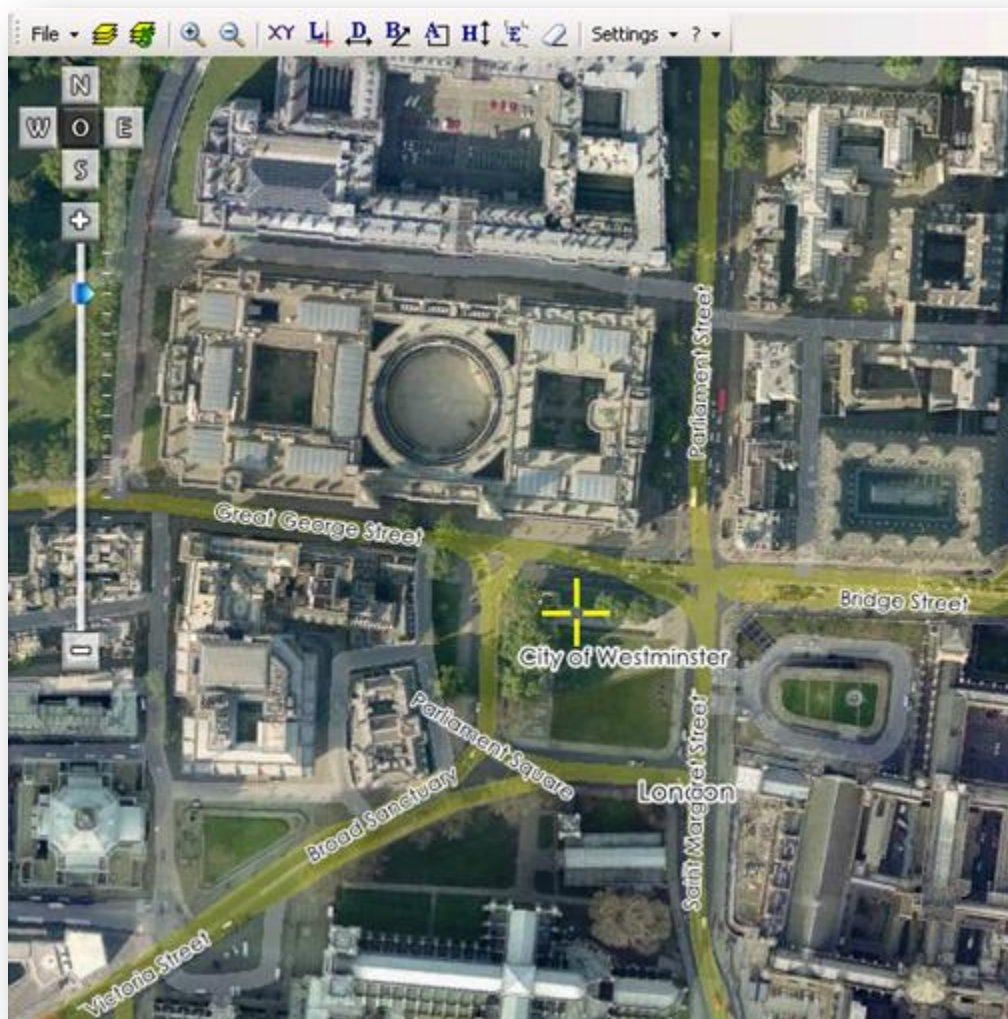 File XY L D B A H E Settings ?
N
W O E
S
Parliament Street
Great George Street
Bridge Street
City of Westminster
Parliament Square
London
Saint Margaret Street
Broad Sanctuary
Victoria Street